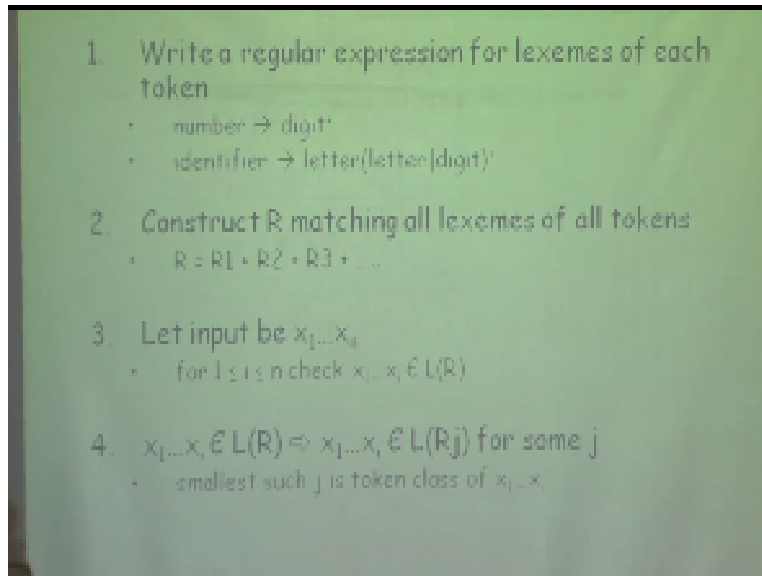 1. Write a regular expression for lexemes of each
token
• number → digit⁺
• identifier → letter(letter|digit)*
2. Construct R matching all lexemes of all tokens
• R = R1 + R2 + R3 + .....
3. Let input be x₁...xₙ
• for 1 ≤ i ≤ n check x₁...xᵢ ∈ L(R)
4. x₁...xᵢ ∈ L(R) ⇨ x₁...xᵢ ∈ L(Rj) for some j
• smallest such j is token class of x₁...xᵢ